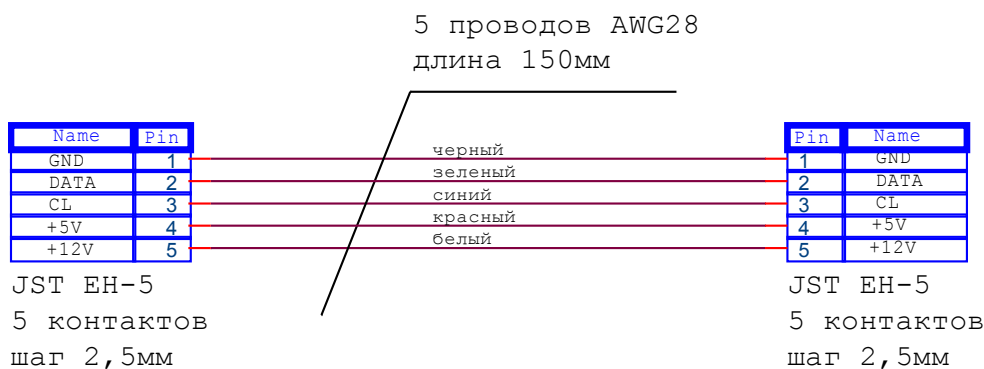 5 проводов AWG28
длина 150мм
Name Pin
GND 1
DATA 2
CL 3
+5V 4
+12V 5
черный
зеленый
синий
красный
белый
Pin Name
1 GND
2 DATA
3 CL
4 +5V
5 +12V
JST EH-5
5 контактов
шаг 2,5мм
JST EH-5
5 контактов
шаг 2,5мм